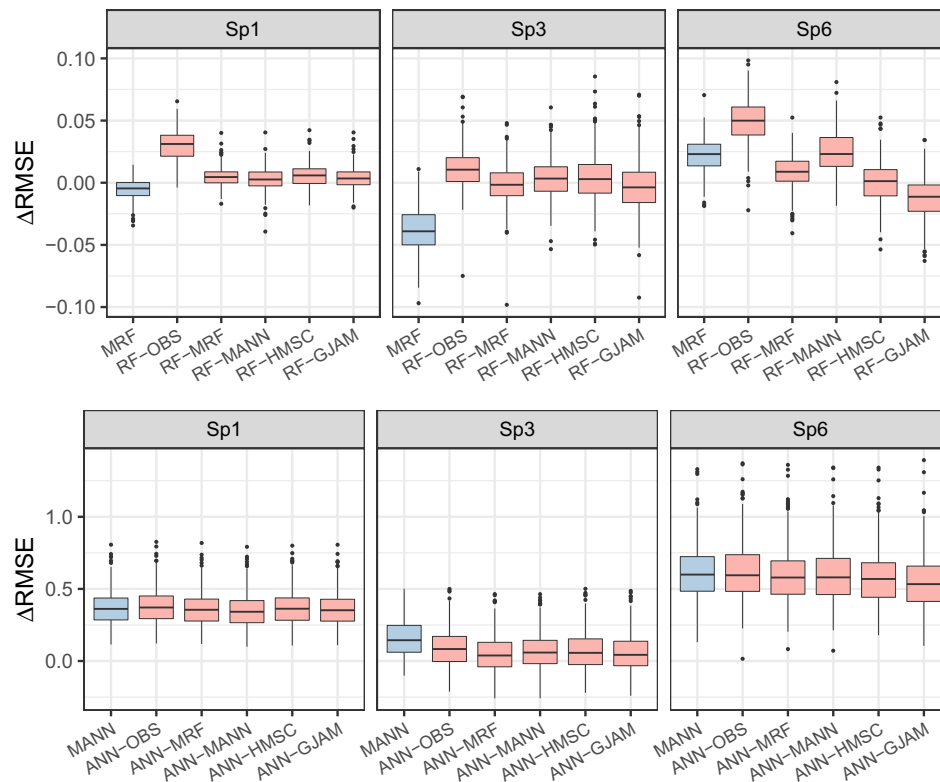 Sp1
Sp3
Sp6
0.10
0.05
0.00
−0.05
−0.10
ΔRMSE
MRF
RF−OBS
RF−MRF
RF−MANN
RF−HMSC
RF−GJAM
MRF
RF−OBS
RF−MRF
RF−MANN
RF−HMSC
RF−GJAM
MRF
RF−OBS
RF−MRF
RF−MANN
RF−HMSC
RF−GJAM
Sp1
Sp3
Sp6
1.0
0.5
0.0
ΔRMSE
MANN
ANN−OBS
ANN−MRF
ANN−MANN
ANN−HMSC
ANN−GJAM
MANN
ANN−OBS
ANN−MRF
ANN−MANN
ANN−HMSC
ANN−GJAM
MANN
ANN−OBS
ANN−MRF
ANN−MANN
ANN−HMSC
ANN−GJAM